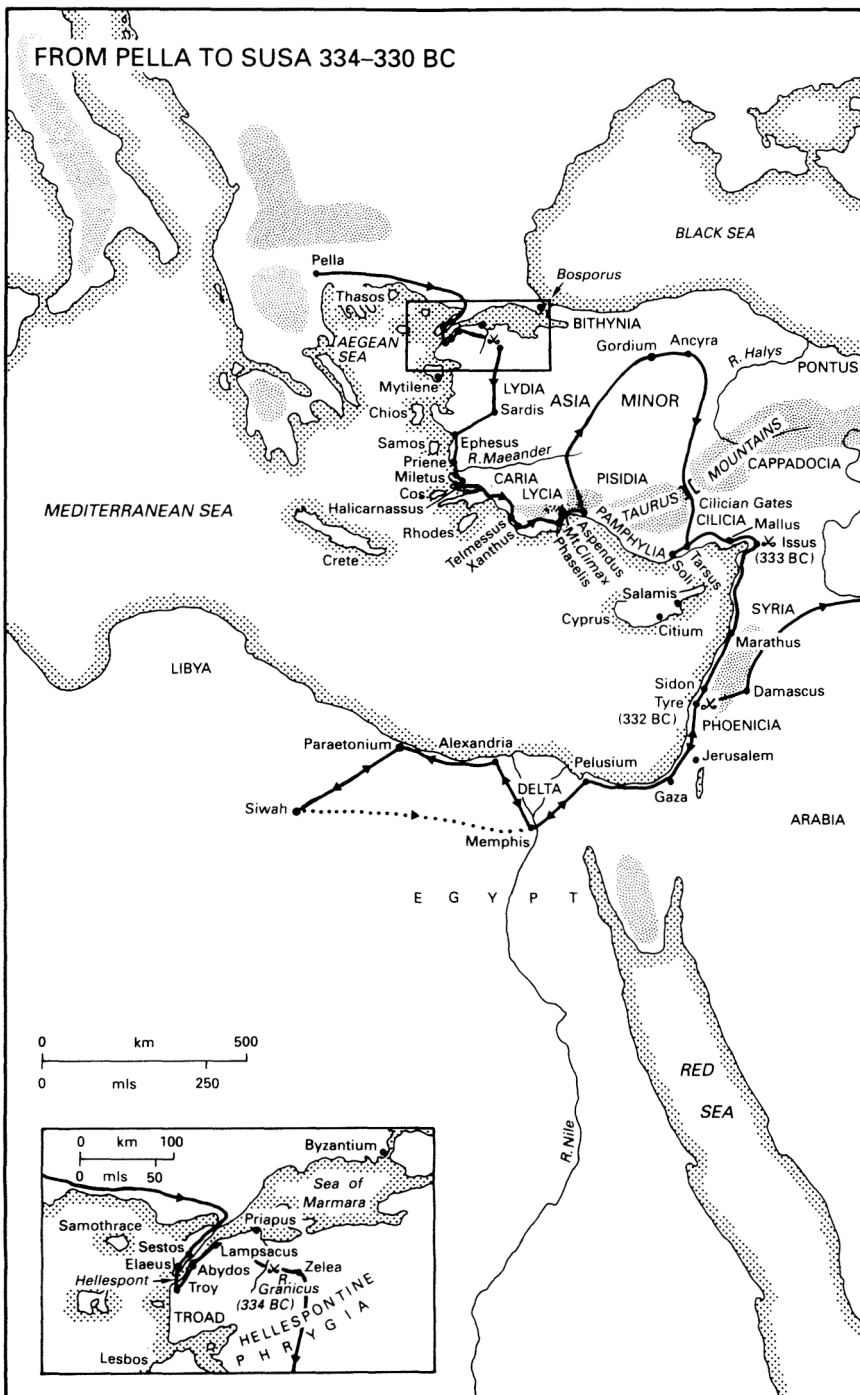 FROM PELLA TO SUSA 334–330 BC
BLACK SEA
Pella
Bosporus
Thasos
BITHYNIA
AEGEAN
SEA
Gordium
Ancyra
R. Halys
PONTUS
Mytilene
LYDIA
Sardis
ASIA
MINOR
Chios
Samos
Ephesus
R. Maeander
Priene
Miletus
CARIA
PISIDIA
TAURUS
MOUNTAINS
CAPPADOCIA
Cos
LYCIA
PAMPHYLIA
Cilician Gates
CILICIA
Mallus
MEDITERRANEAN SEA
Halicarnassus
Rhodes
Telmessus
Xanthus
Aspendus
Mt. Climax
Phaselis
Soli
Tarsus
Issus
(333 BC)
Crete
Salamis
Cyprus
Citium
SYRIA
Marathus
LIBYA
Sidon
Tyre
(332 BC)
Damascus
PHOENICIA
Paraetonium
Alexandria
Pelusium
Jerusalem
DELTA
Gaza
Siwah
Memphis
ARABIA
E G Y P T
0 km 500
0 mls 250
RED
SEA
R. Nile
0 km 100
0 mls 50
Byzantium
Sea of
Marmara
Samothrace
Priapus
Sestos
Elaeus
Lampsacus
Hellespont
Abydos
Zelea
Troy
R.
Granicus
(334 BC)
TROAD
HELLESPONTINE
PHRYGIA
Lesbos